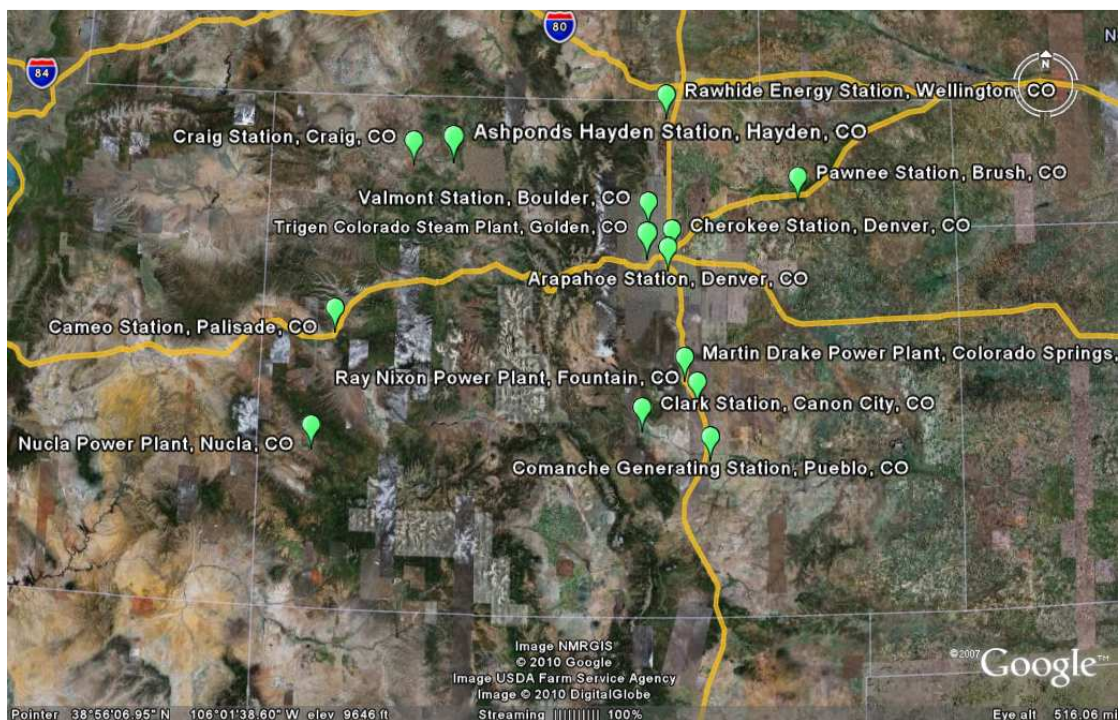 80
N
84
N
Rawhide Energy Station, Wellington, CO
Craig Station, Craig, CO
Ashponds Hayden Station, Hayden, CO
Pawnee Station, Brush, CO
Valmont Station, Boulder, CO
Trigen Colorado Steam Plant, Golden, CO
Cherokee Station, Denver, CO
Arapahoe Station, Denver, CO
Cameo Station, Palisade, CO
Martin Drake Power Plant, Colorado Springs,
Ray Nixon Power Plant, Fountain, CO
Clark Station, Canon City, CO
Nucla Power Plant, Nucla, CO
Comanche Generating Station, Pueblo, CO
Image NMRGIS
© 2010 Google
Image USDA Farm Service Agency
Image © 2010 DigitalGlobe
©2007 Google™
Pointer 38°56'06.95" N 106°01'38.60" W elev 9646 ft Streaming |||||||||| 100% Eye alt 516.06 mi